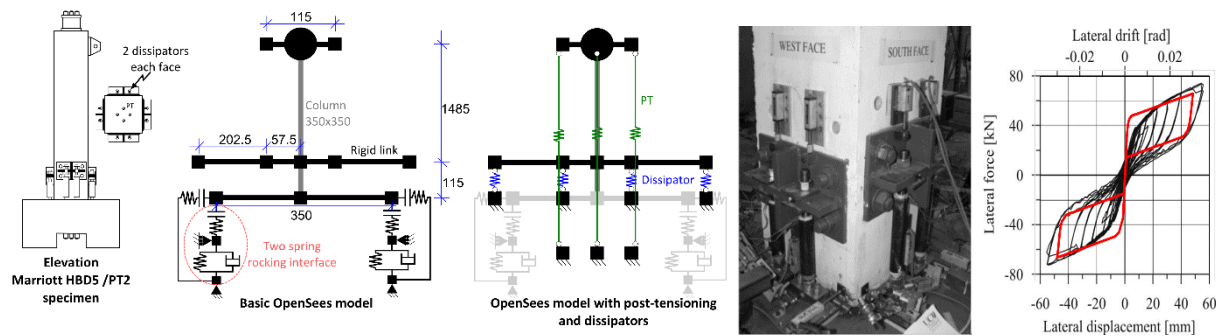 2 dissipators
each face
PT
Elevation
Marriott HBD5 /PT2
specimen
115
Column
350x350
202.5
57.5
Rigid link
1485
115
350
Two spring
rocking interface
Basic OpenSees model
PT
Dissipator
OpenSees model with post-tensioning
and dissipators
WEST FACE
SOUTH FACE
Lateral drift [rad]
-0.02
0
0.02
Lateral force [kN]
80
40
0
-40
-80
-60
-40
-20
0
20
40
60
Lateral displacement [mm]